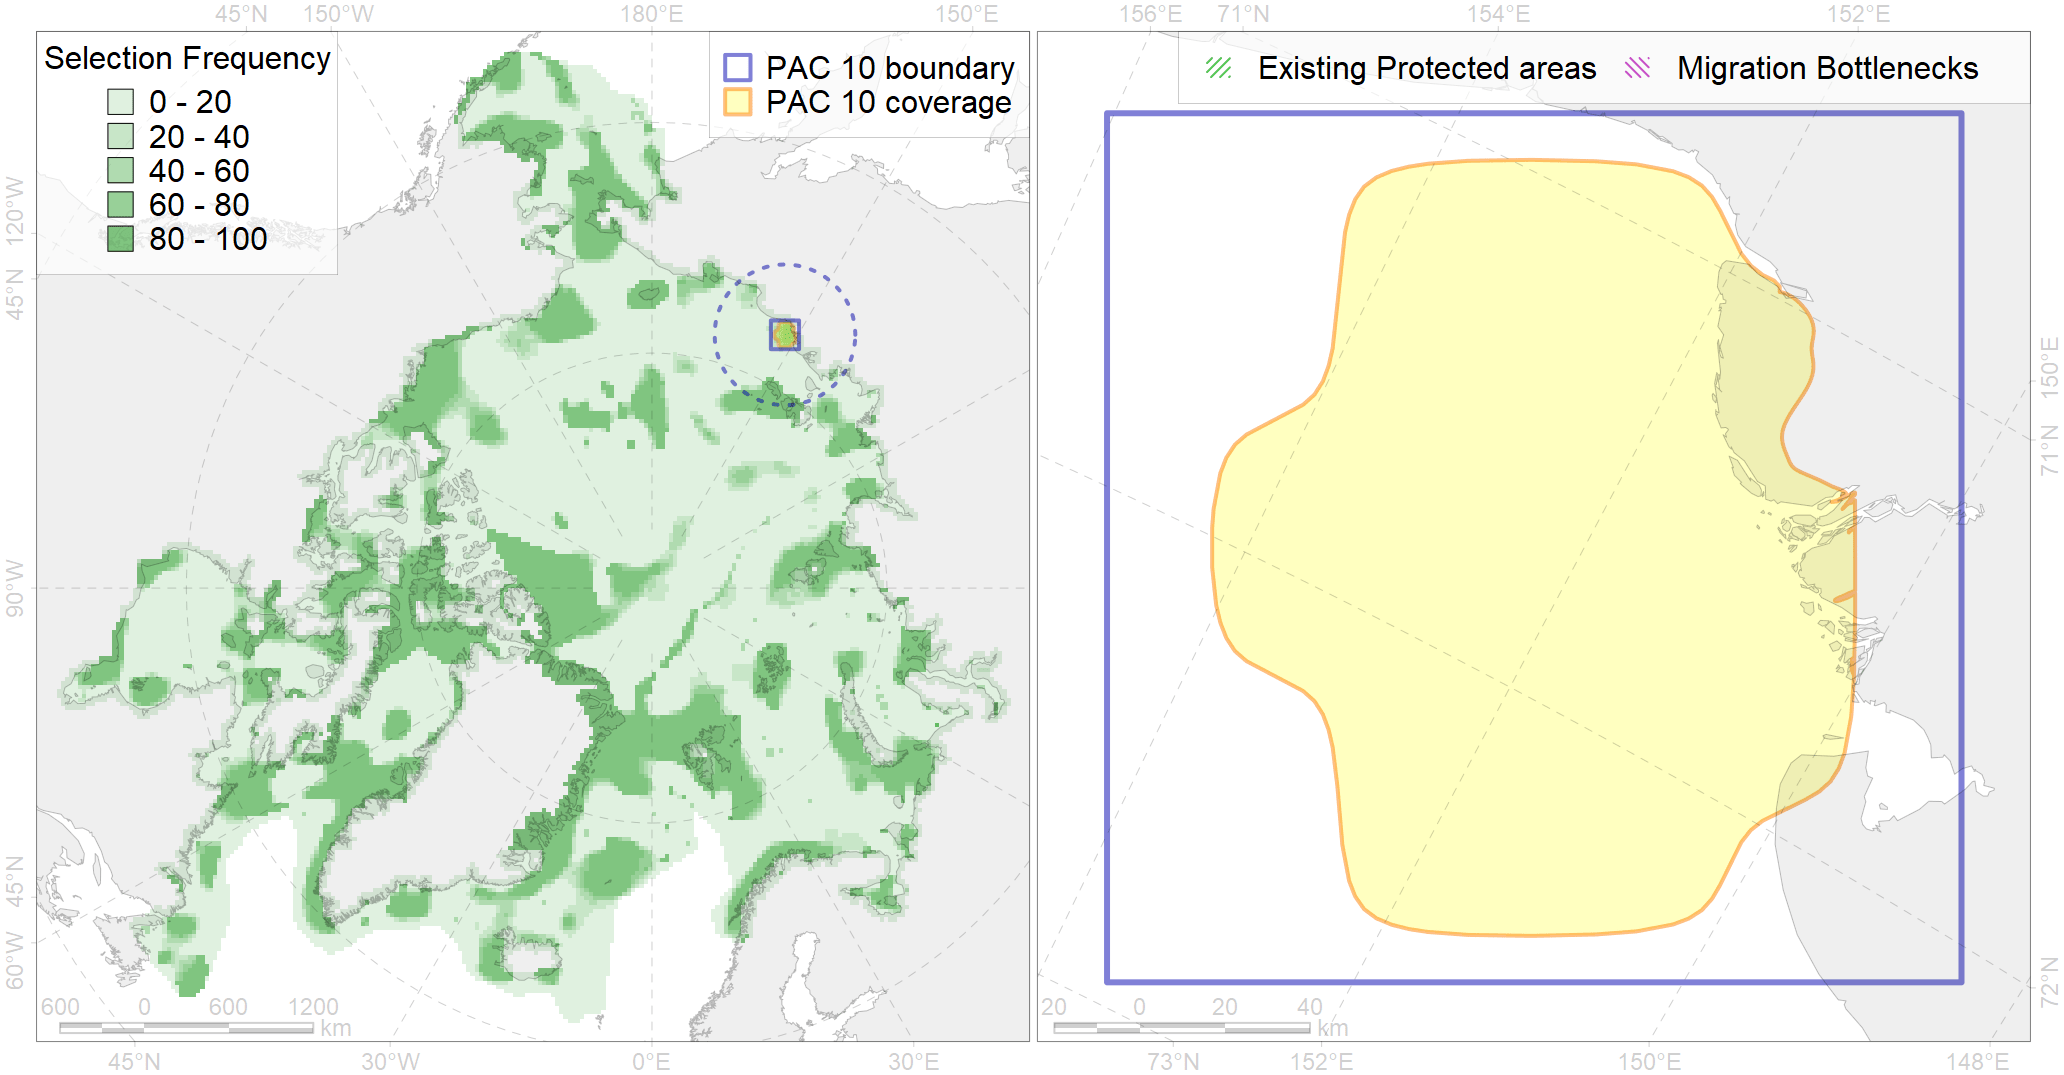 45°N 150°W 180°E 150°E 156°E 71°N 154°E 152°E
Selection Frequency
0 - 20
20 - 40
40 - 60
60 - 80
80 - 100
PAC 10 boundary
PAC 10 coverage
Existing Protected areas Migration Bottlenecks
120°W
45°N
90°W
45°N
60°W
150°E
71°N
72°N
600 0 600 1200 km
20 0 20 40 km
45°N 30°W 0°E 30°E 73°N 152°E 150°E 148°E